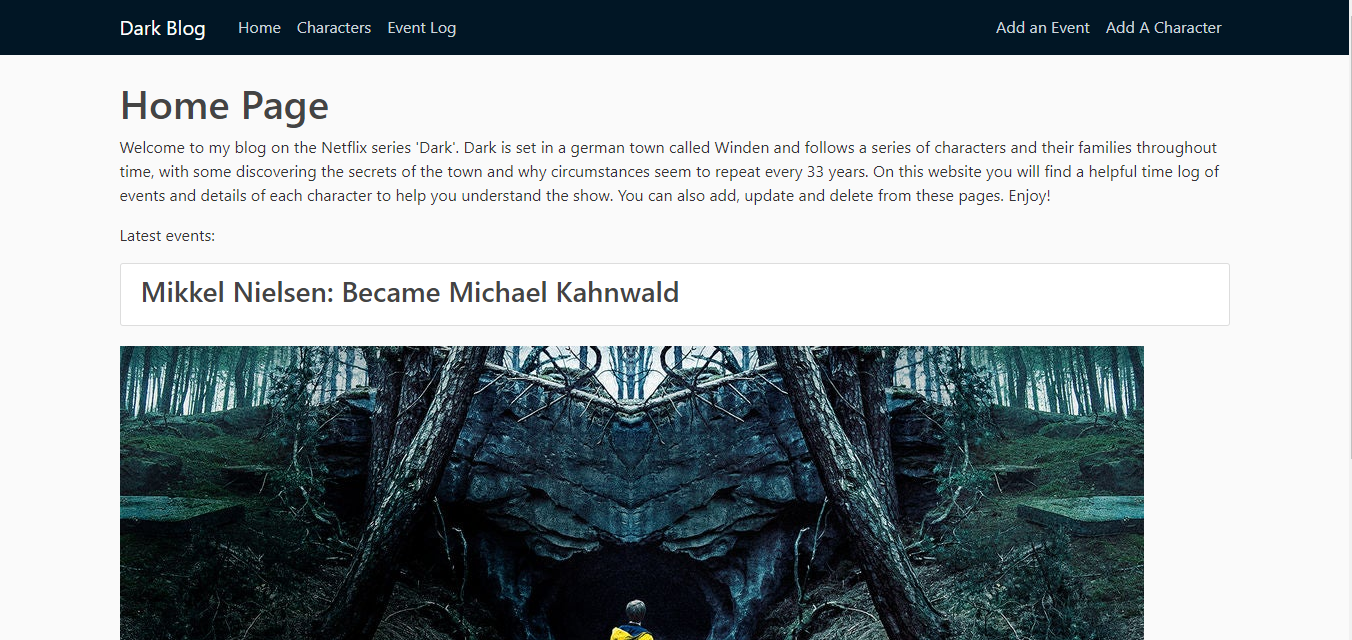 Dark Blog Home Characters Event Log Add an Event Add A Character
Home Page
Welcome to my blog on the Netflix series 'Dark'. Dark is set in a german town called Winden and follows a series of characters and their families throughout
time, with some discovering the secrets of the town and why circumstances seem to repeat every 33 years. On this website you will find a helpful time log of
events and details of each character to help you understand the show. You can also add, update and delete from these pages. Enjoy!
Latest events:
Mikkel Nielsen: Became Michael Kahnwald